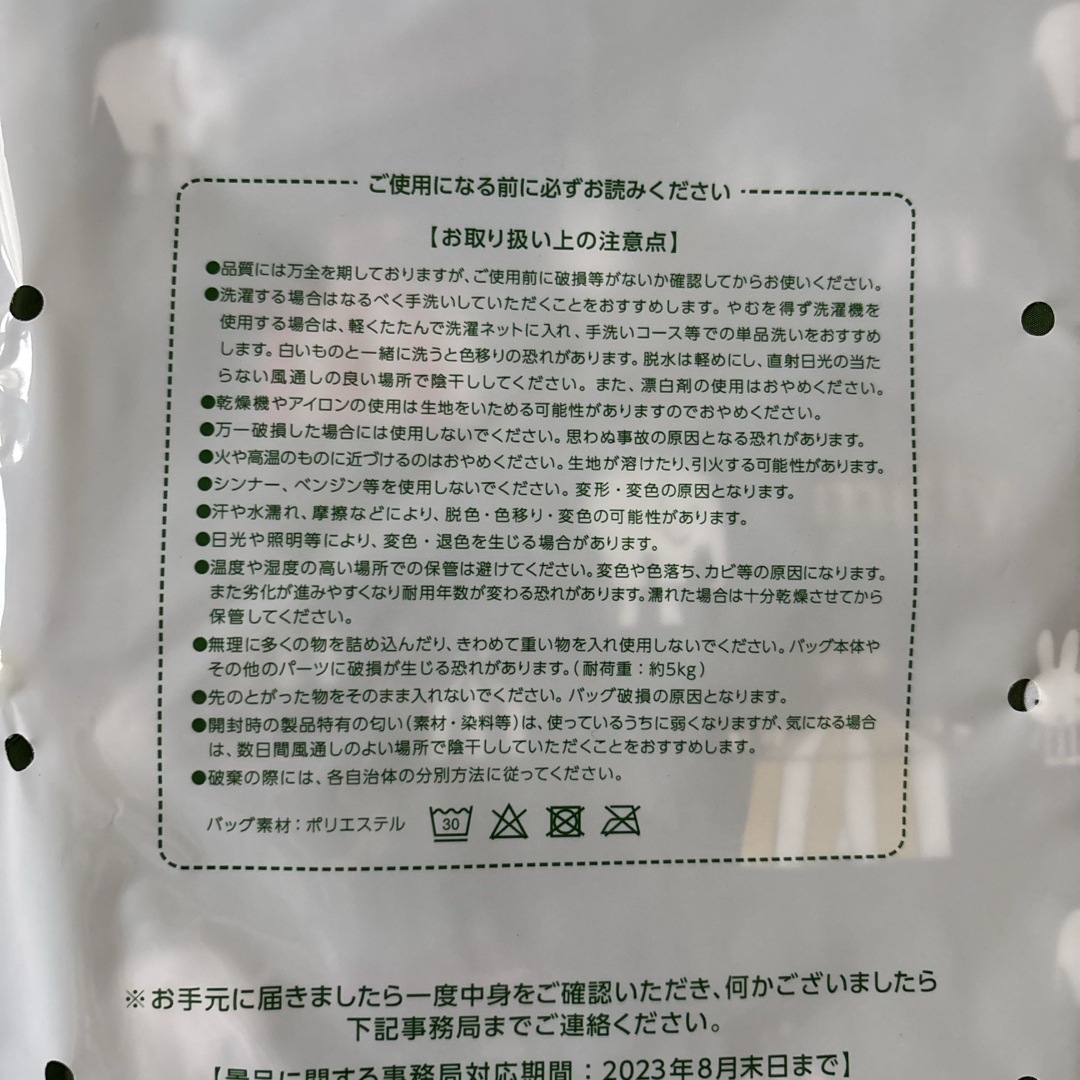 ご使用になる前に必ずお読みください
【お取り扱い上の注意点】
●品質には万全を期しておりますが、ご使用前に破損等がないか確認してからお使いください。
●洗濯する場合はなるべく手洗いしていただくことをおすすめします。やむを得ず洗濯機を
使用する場合は、軽くたたんで洗濯ネットに入れ、手洗いコース等での単品洗いをおすすめ
します。白いものと一緒に洗うと色移りの恐れがあります。脱水は軽めにし、直射日光の当た
らない風通しの良い場所で陰干ししてください。また、漂白剤の使用はおやめください。
●乾燥機やアイロンの使用は生地をいためる可能性がありますのでおやめください。
●万一破損した場合には使用しないでください。思わぬ事故の原因となる恐れがあります。
●火や高温のものに近づけるのはおやめください。生地が溶けたり、引火する可能性があります。
●シンナー、ベンジン等を使用しないでください。変形・変色の原因となります。
●汗や水濡れ、摩擦などにより、脱色・色移り・変色の可能性があります。
●日光や照明等により、変色・退色を生じる場合があります。
●温度や湿度の高い場所での保管は避けてください。変色や色落ち、カビ等の原因になります。
また劣化が進みやすくなり耐用年数が変わる恐れがあります。濡れた場合は十分乾燥させてから
保管してください。
●無理に多くの物を詰め込んだり、きわめて重い物を入れ使用しないでください。バッグ本体や
その他のパーツに破損が生じる恐れがあります。(耐荷重：約5kg)
●先のとがった物をそのまま入れないでください。バッグ破損の原因となります。
●開封時の製品特有の匂い(素材・染料等)は、使っているうちに弱くなりますが、気になる場合
は、数日間風通しのよい場所で陰干ししていただくことをおすすめします。
●破棄の際には、各自治体の分別方法に従ってください。
バッグ素材：ポリエステル 30
※お手元に届きましたら一度中身をご確認いただき、何かございましたら
下記事務局までご連絡ください。
【景品に関する事務局対応期間：2023年8月末日まで】